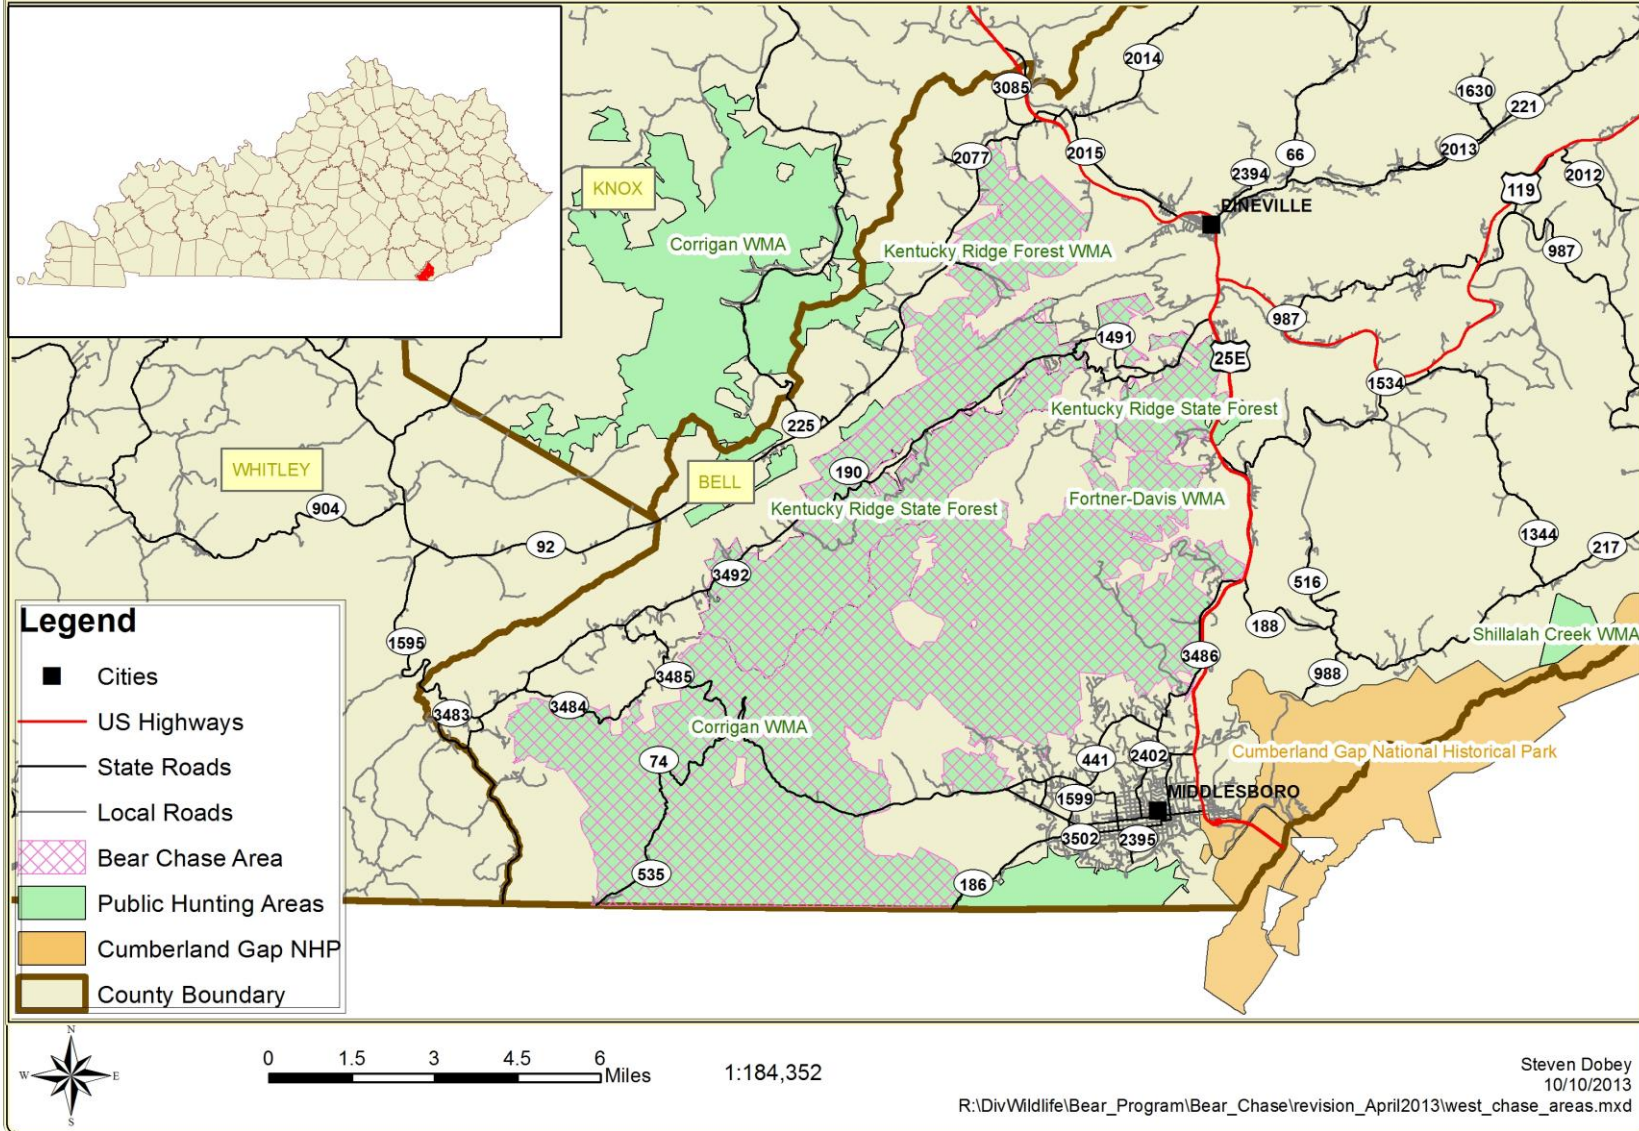 2014
3085
1630
221
2077
2015
66
2013
2394
2012
119
KNOX
PINEVILLE
Corrigan WMA
Kentucky Ridge Forest WMA
987
987
1491
25E
1534
Kentucky Ridge State Forest
225
WHITLEY
190
BELL
Fortner-Davis WMA
904
Kentucky Ridge State Forest
92
1344
217
3492
516
188
Shillalah Creek WMA
1595
3486
3485
988
3484
3483
Corrigan WMA
Cumberland Gap National Historical Park
74
441
2402
MIDDLESBORO
1599
3502
2395
535
186
Legend
Cities
US Highways
State Roads
Local Roads
Bear Chase Area
Public Hunting Areas
Cumberland Gap NHP
County Boundary
N
W
E
S
0 1.5 3 4.5 6
Miles
1:184,352
Steven Dobey
10/10/2013
R:\DivWildlife\Bear_Program\Bear_Chase\revision_April2013\west_chase_areas.mxd